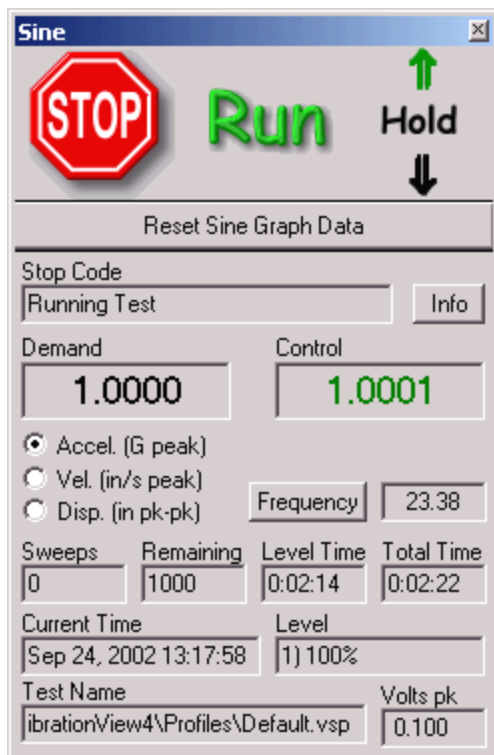 Sine
STOP Run Hold
Reset Sine Graph Data
Stop Code
Running Test Info
Demand Control
1.0000 1.0001
Accel. (G peak)
Vel. (in/s peak)
Disp. (in pk-pk) Frequency 23.38
Sweeps Remaining Level Time Total Time
0 1000 0:02:14 0:02:22
Current Time Level
Sep 24, 2002 13:17:58 1) 100%
Test Name Volts pk
ibrationView4\Profiles\Default.vsp 0.100